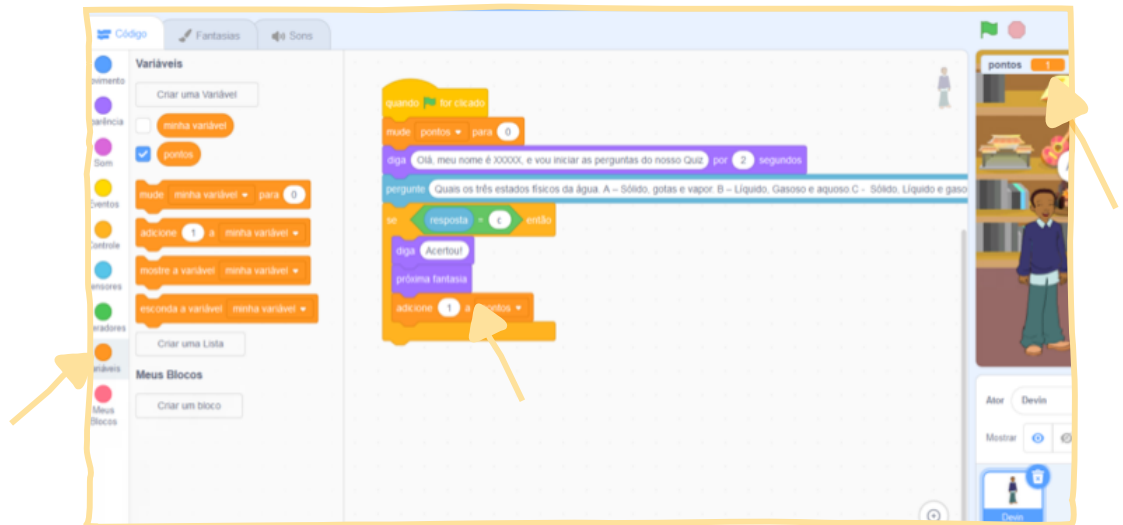 Código
Fantasias
Sons
Variáveis
Criar uma Variável
minha variável
pontos
mude minha variável para 0
adicione 1 a minha variável
mostre a variável minha variável
esconda a variável minha variável
Criar uma Lista
Meus Blocos
Criar um bloco
ovimento
parência
Som
Eventos
Controle
ensores
eradores
ariáveis
Meus
Blocos
quando for clicado
mude pontos para 0
diga Olá, meu nome é XXXXX, e vou iniciar as perguntas do nosso Quiz por 2 segundos
pergunte Quais os três estados físicos da água. A – Sólido, gotas e vapor. B – Líquido, Gasoso e aquoso C - Sólido, Líquido e gaso
se resposta = c então
diga Acertou!
próxima fantasia
adicione 1 a pontos
pontos 1
Ator Devin
Mostrar
Devin